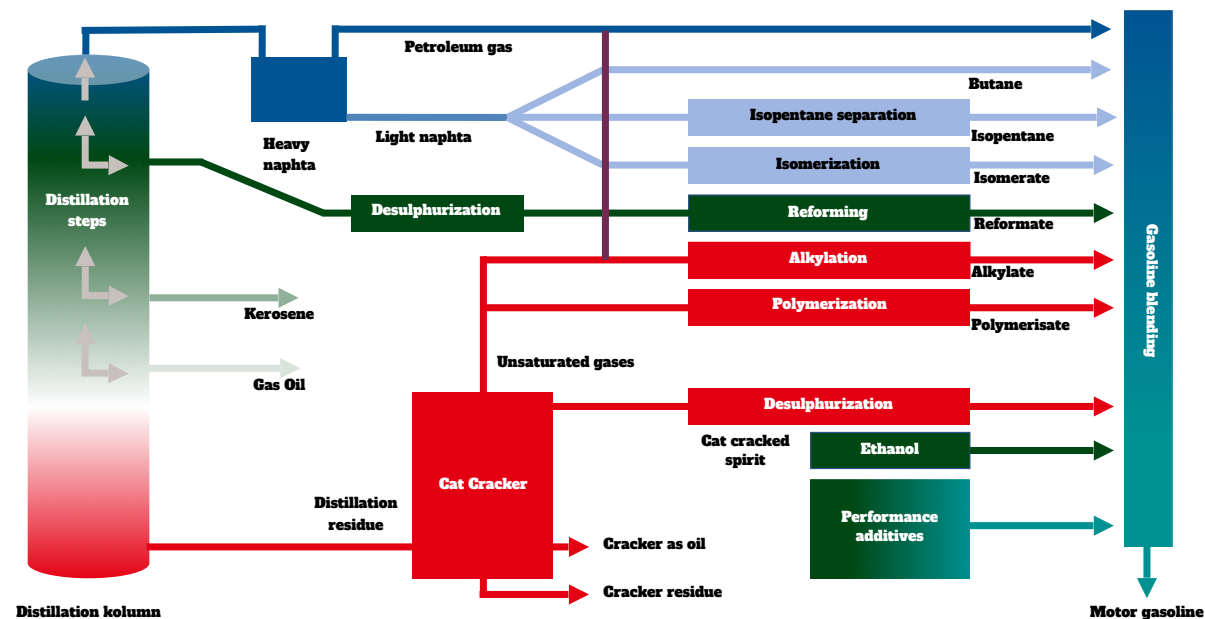 Petroleum gas
Butane
Isopentane separation
Isopentane
Light naphta
Heavy
naphta
Isomerization
Isomerate
Distillation
steps
Desulphurization
Reforming
Reformate
Alkylation
Alkylate
Polymerization
Polymerisate
Kerosene
Gas Oil
Unsaturated gases
Gasoline blending
Desulphurization
Cat cracked
spirit
Ethanol
Cat Cracker
Distillation
residue
Performance
additives
Cracker as oil
Cracker residue
Distillation kolumn
Motor gasoline